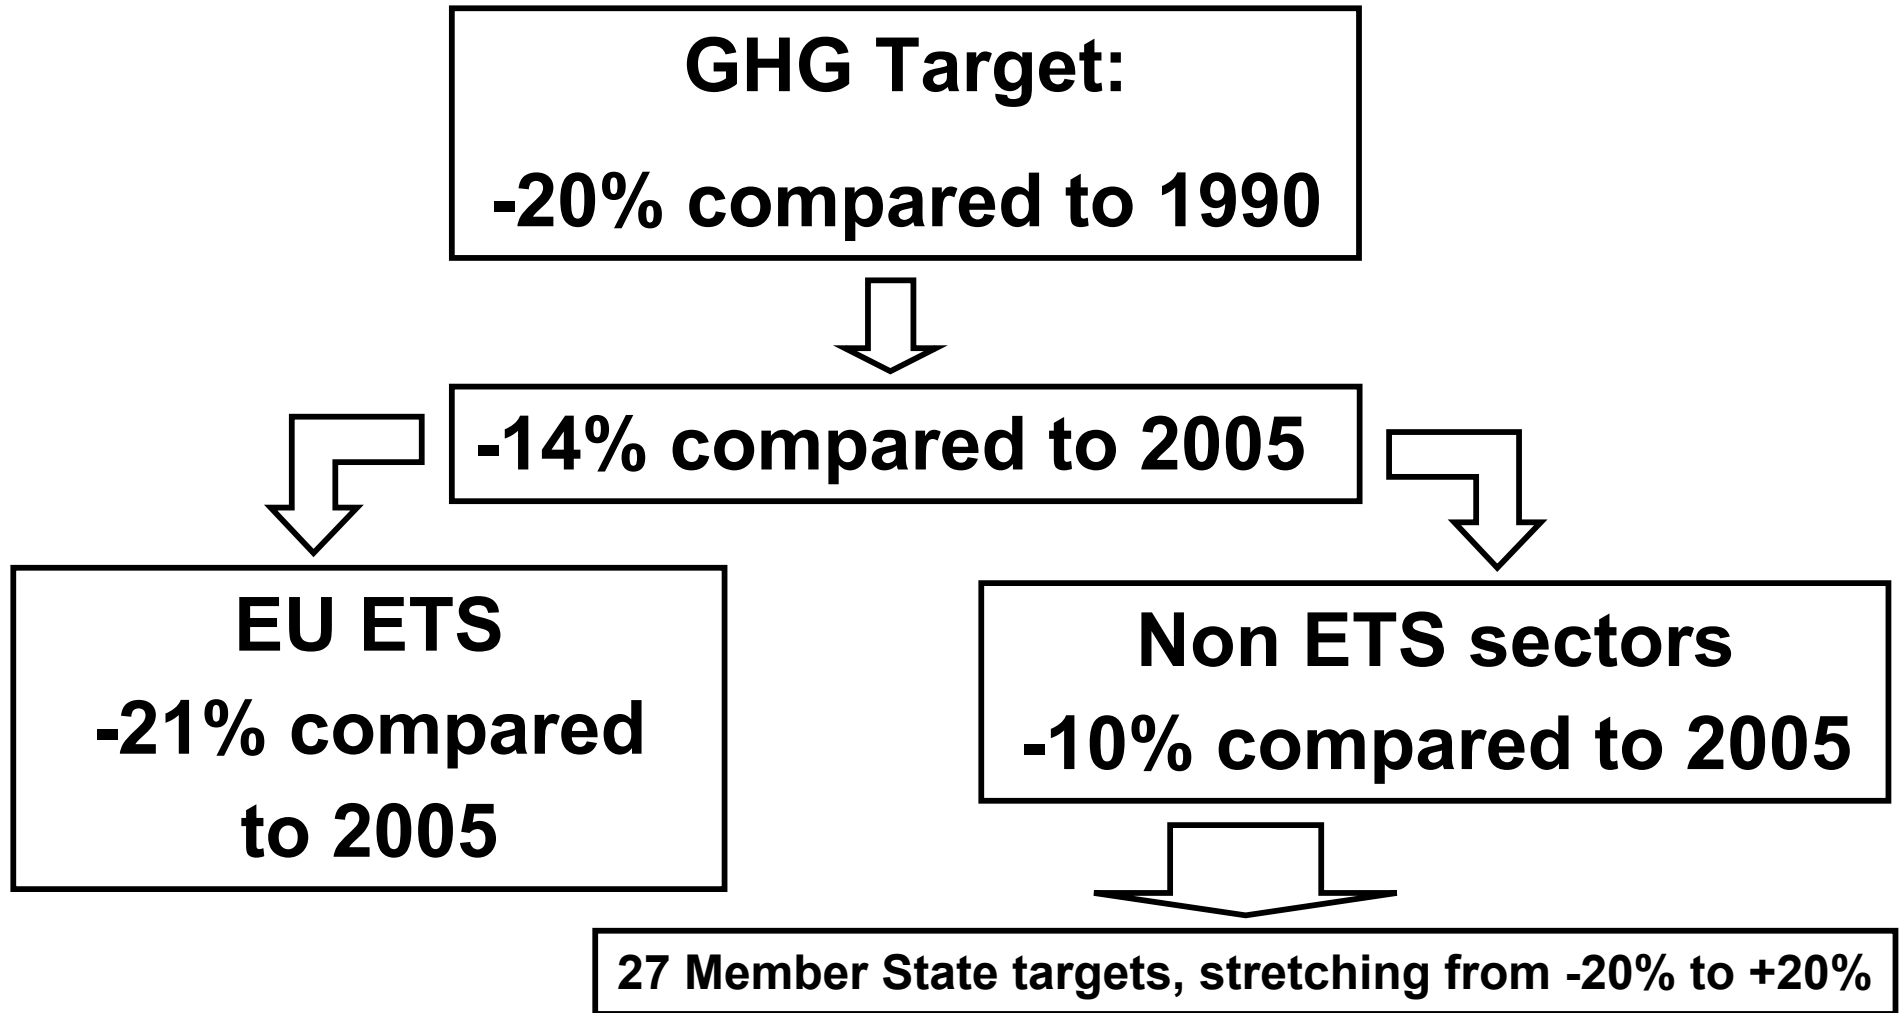 GHG Target:
-20% compared to 1990
-14% compared to 2005
EU ETS
-21% compared
to 2005
Non ETS sectors
-10% compared to 2005
27 Member State targets, stretching from -20% to +20%